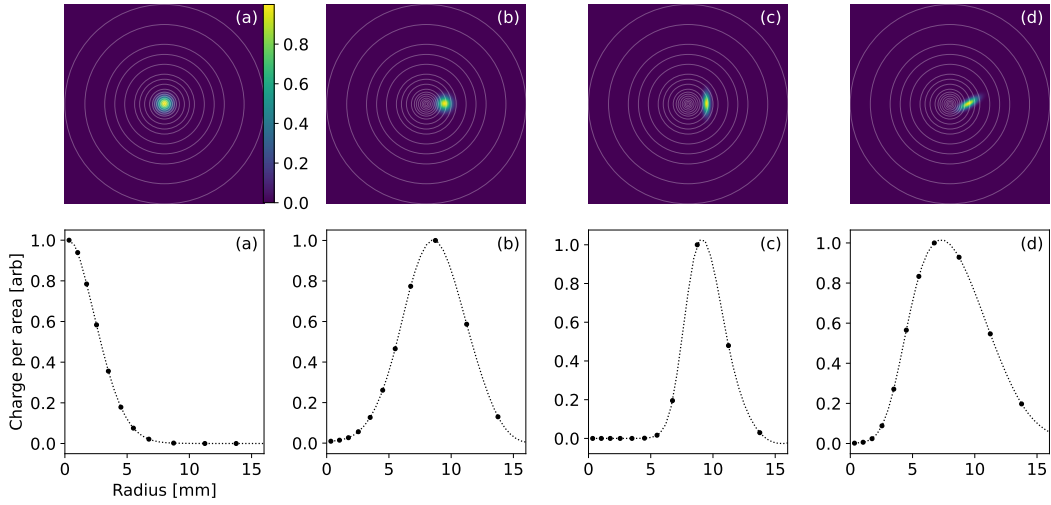 (a) (b) (c) (d)
0.8
0.6
0.4
0.2
0.0
(a) (b) (c) (d)
1.0 1.0 1.0 1.0
0.8 0.8 0.8 0.8
0.6 0.6 0.6 0.6
0.4 0.4 0.4 0.4
0.2 0.2 0.2 0.2
0.0 0.0 0.0 0.0
Charge per area [arb]
0 5 10 15 0 5 10 15 0 5 10 15 0 5 10 15
Radius [mm]